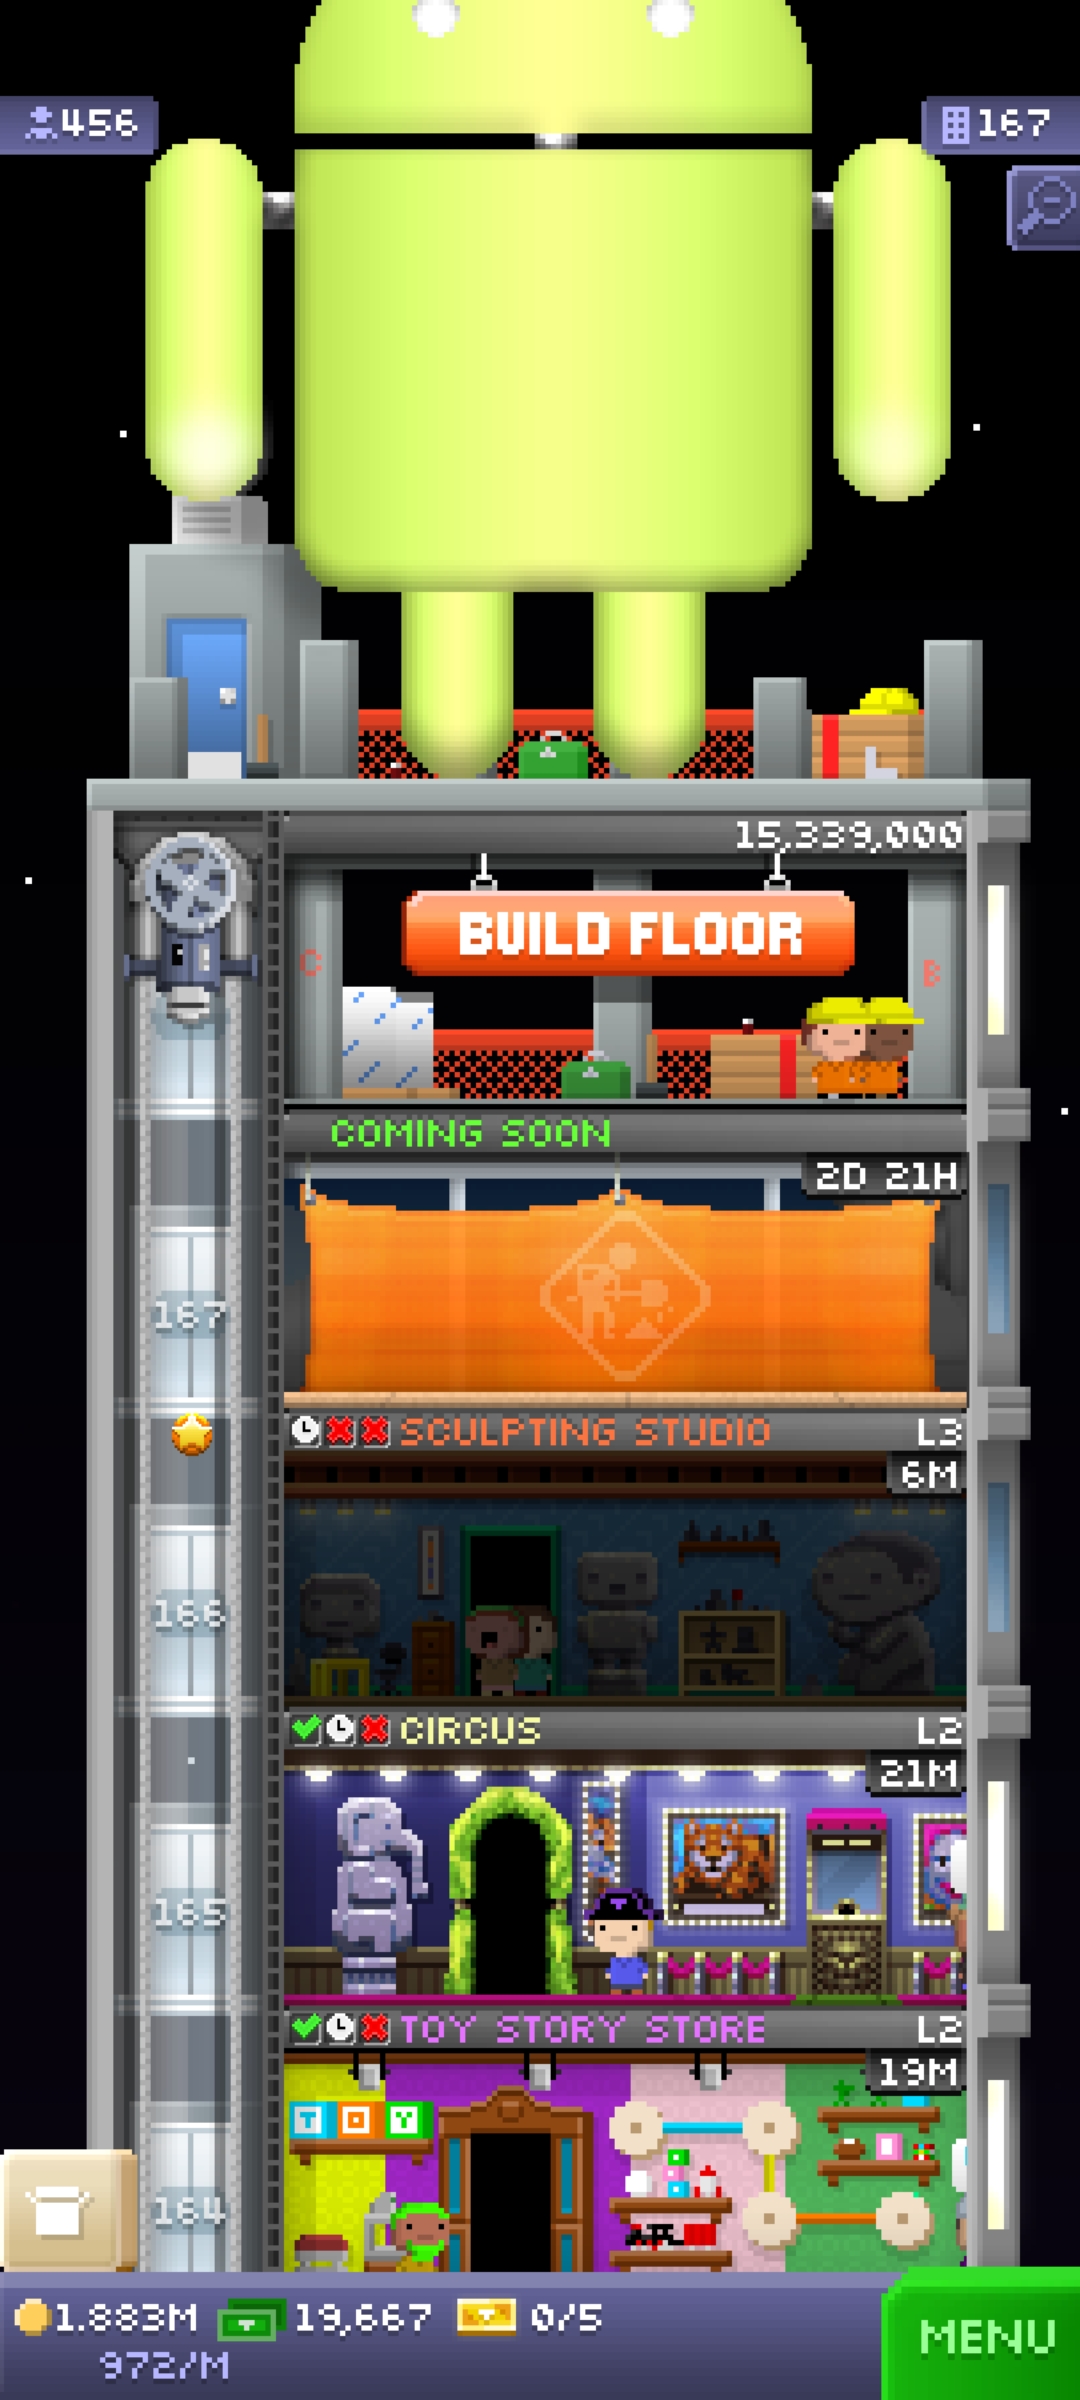 456
167
15,339,000
BUILD FLOOR
C
B
COMING SOON
2D 21H
167
SCULPTING STUDIO L3
6M
166
CIRCUS L2
21M
165
TOY STORY STORE L2
19M
TOY
164
1.883M 19,667 0/5
972/M
MENU